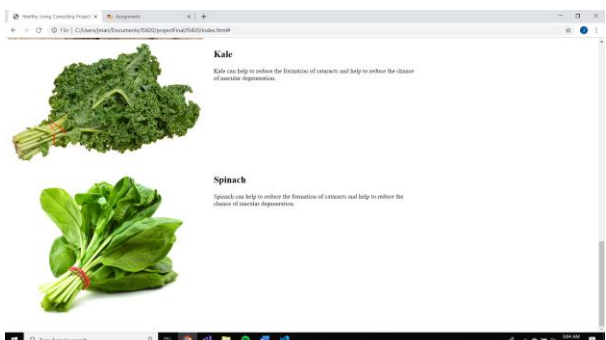 Healthy Living Consulting Project
Assignment
File | C:/Users/jman/Documents/IS420/projectFinal/IS420/index.html#
Kale
Kale can help to reduce the formation of cataracts and help to reduce the chance
of macular degeneration.
Spinach
Spinach can help to reduce the formation of cataracts and help to reduce the
chance of macular degeneration.